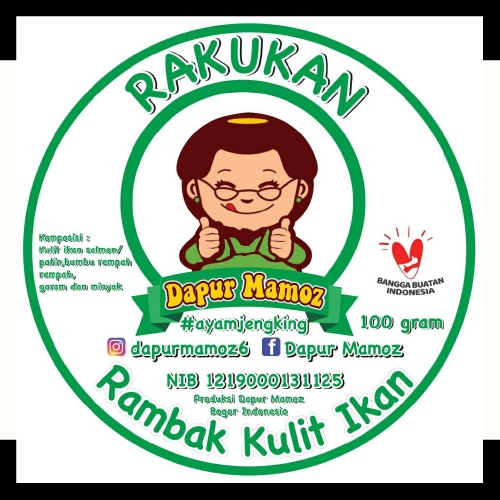 RAKUKAN
Komposisi :
Kulit ikan salmon/
patin,bumbu rempah
rempah,
garam dan minyak.
BANGGA BUATAN
INDONESIA
Dapur Mamoz
#ayamjengking
100 gram
dapurmamoz6
Dapur Mamoz
NIB 1219000131125
Produksi Dapur Mamoz
Bogor Indonesia
Rambak Kulit Ikan